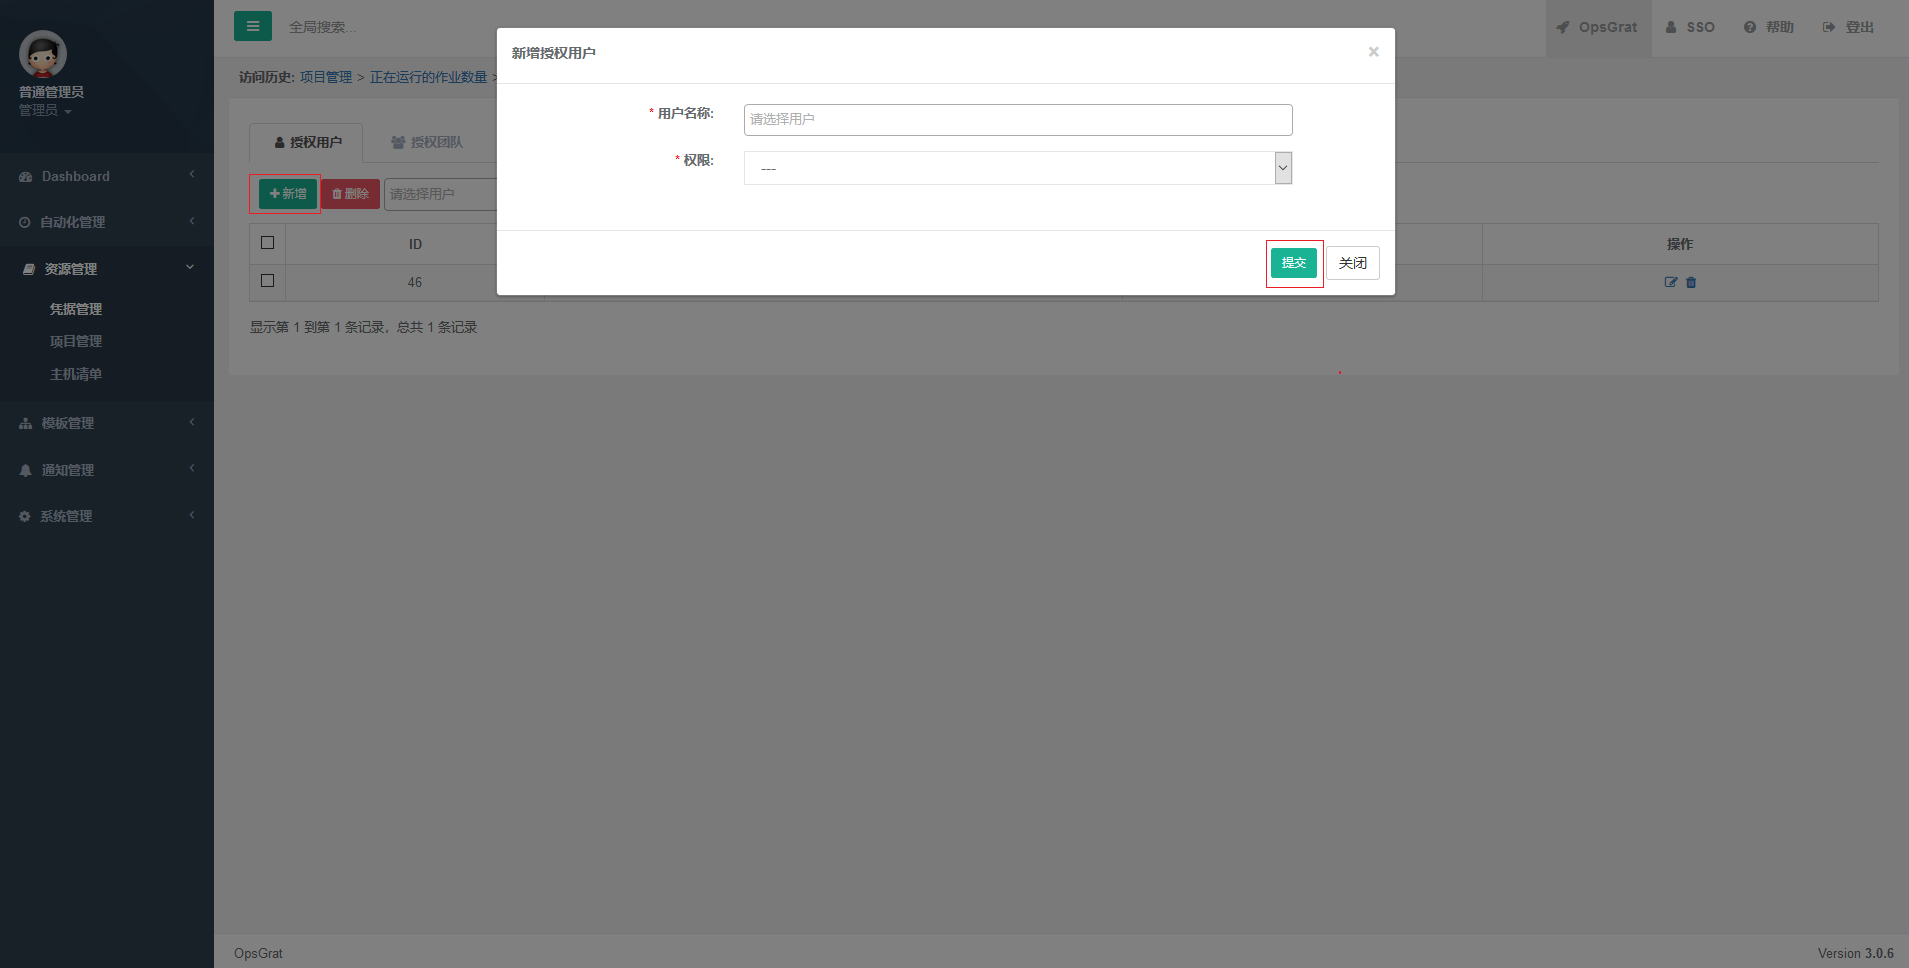 全局搜索...
OpsGrat
SSO
帮助
登出
普通管理员
管理员
Dashboard
自动化管理
资源管理
凭据管理
项目管理
主机清单
模板管理
通知管理
系统管理
访问历史: 项目管理 > 正在运行的作业数量 >
授权用户
授权团队
新增
删除
请选择用户
ID
操作
46
显示第 1 到第 1 条记录，总共 1 条记录
新增授权用户
×
* 用户名称:
请选择用户
* 权限:
---
提交
关闭
OpsGrat
Version 3.0.6